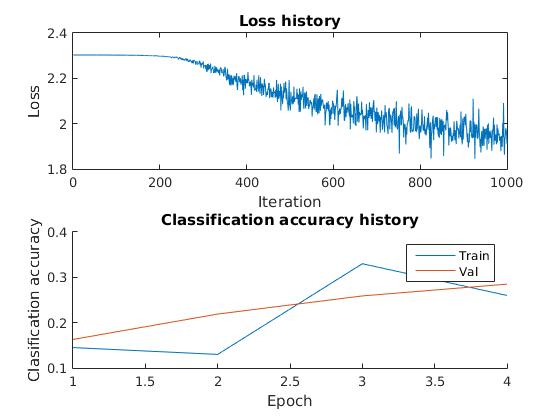 Loss history
2.4
2.2
2
1.8
Loss
0 200 400 600 800 1000
Iteration
Classification accuracy history
0.4
0.3
0.2
0.1
Clasification accuracy
Train
Val
1 1.5 2 2.5 3 3.5 4
Epoch